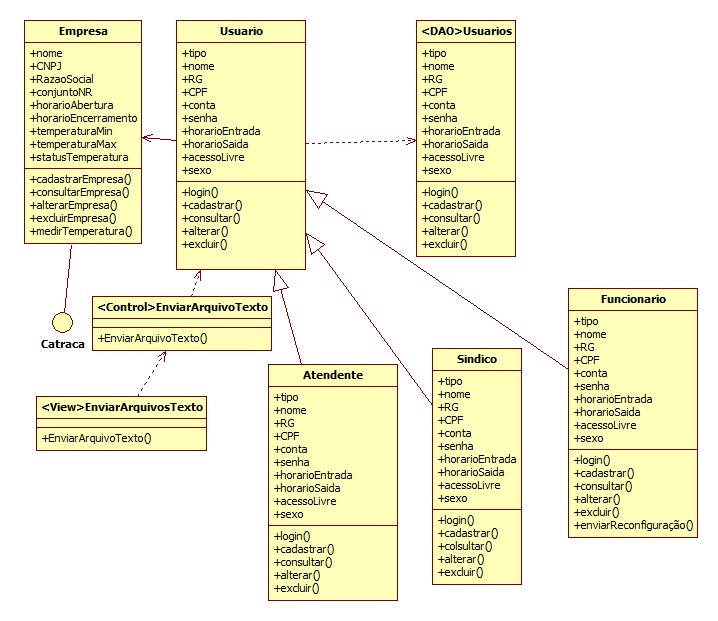 Empresa
+nome
+CNPJ
+RazaoSocial
+conjuntoNR
+horarioAbertura
+horarioEncerramento
+temperaturaMin
+temperaturaMax
+statusTemperatura
+cadastrarEmpresa()
+consultarEmpresa()
+alterarEmpresa()
+excluirEmpresa()
+medirTemperatura()
Usuario
+tipo
+nome
+RG
+CPF
+conta
+senha
+horarioEntrada
+horarioSaida
+acessoLivre
+sexo
+login()
+cadastrar()
+consultar()
+alterar()
+excluir()
<DAO>Usuarios
+tipo
+nome
+RG
+CPF
+conta
+senha
+horarioEntrada
+horarioSaida
+acessoLivre
+sexo
+login()
+cadastrar()
+consultar()
+alterar()
+excluir()
Catraca
<Control>EnviarArquivoTexto
+EnviarArquivoTexto()
<View>EnviarArquivosTexto
+EnviarArquivoTexto()
Atendente
+tipo
+nome
+RG
+CPF
+conta
+senha
+horarioEntrada
+horarioSaida
+acessoLivre
+sexo
+login()
+cadastrar()
+consultar()
+alterar()
+excluir()
Sindico
+tipo
+nome
+RG
+CPF
+conta
+senha
+horarioEntrada
+horarioSaida
+acessoLivre
+sexo
+login()
+cadastrar()
+colsultar()
+alterar()
+excluir()
Funcionario
+tipo
+nome
+RG
+CPF
+conta
+senha
+horarioEntrada
+horarioSaida
+acessoLivre
+sexo
+login()
+cadastrar()
+consultar()
+alterar()
+excluir()
+enviarReconfiguração()